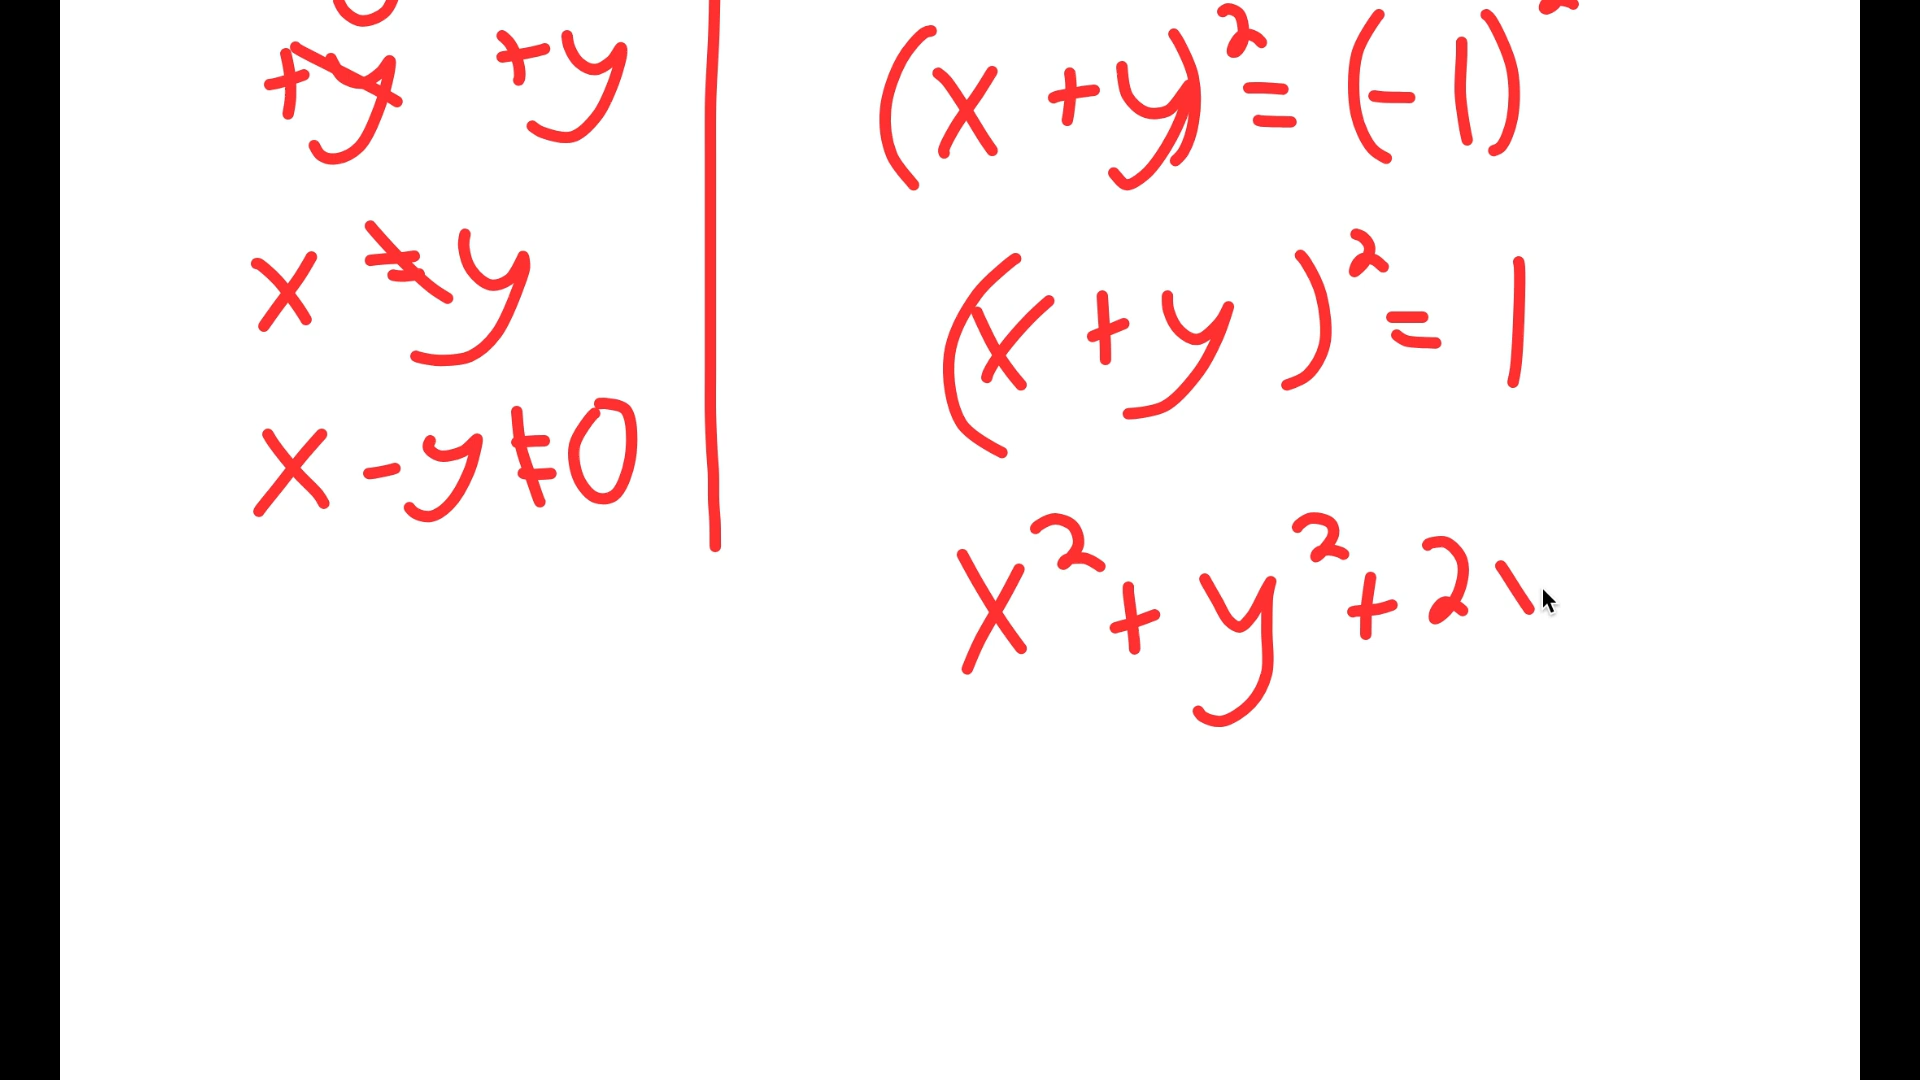 +y +y
x ≠ y
x - y ≠ 0
(x + y)² = (-1)²
(x + y)² = 1
x² + y² + 2